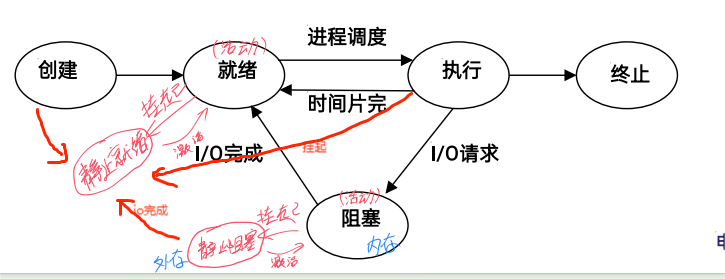 进程调度
(活动)
创建
就绪
执行
终止
挂起
时间片完
激活
静止就绪
I/O完成
挂起
I/O请求
(活动)
io完成
挂起
阻塞
静止阻塞
内存
外存
激活